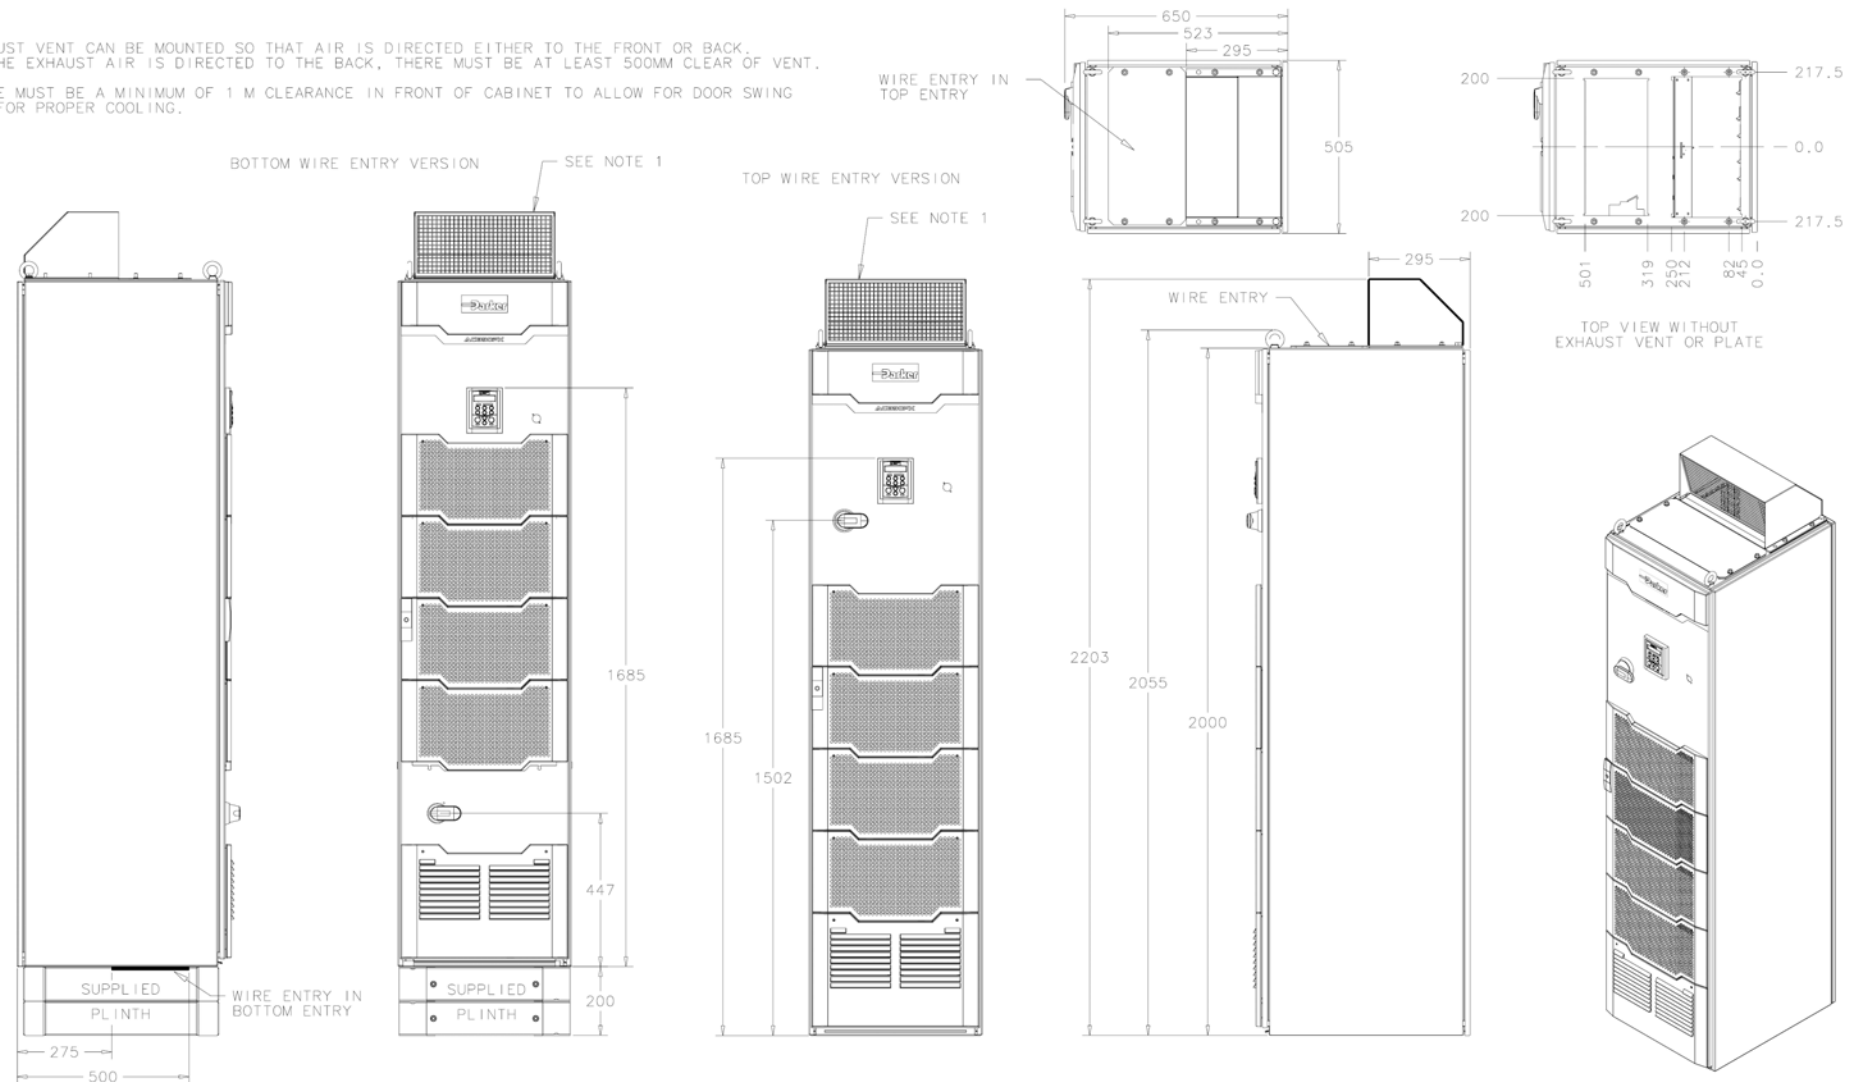 UST VENT CAN BE MOUNTED SO THAT AIR IS DIRECTED EITHER TO THE FRONT OR BACK.
HE EXHAUST AIR IS DIRECTED TO THE BACK, THERE MUST BE AT LEAST 500MM CLEAR OF VENT.
E MUST BE A MINIMUM OF 1 M CLEARANCE IN FRONT OF CABINET TO ALLOW FOR DOOR SWING
FOR PROPER COOLING.
650
523
295
WIRE ENTRY IN
TOP ENTRY
505
200
217.5
0.0
200
217.5
501
319
250
212
82
45
0.0
TOP VIEW WITHOUT
EXHAUST VENT OR PLATE
BOTTOM WIRE ENTRY VERSION
SEE NOTE 1
TOP WIRE ENTRY VERSION
SEE NOTE 1
295
WIRE ENTRY
Parker
Parker
Parker
1685
447
200
1685
1502
2203
2055
2000
SUPPLIED
PLINTH
WIRE ENTRY IN
BOTTOM ENTRY
SUPPLIED
PLINTH
275
500